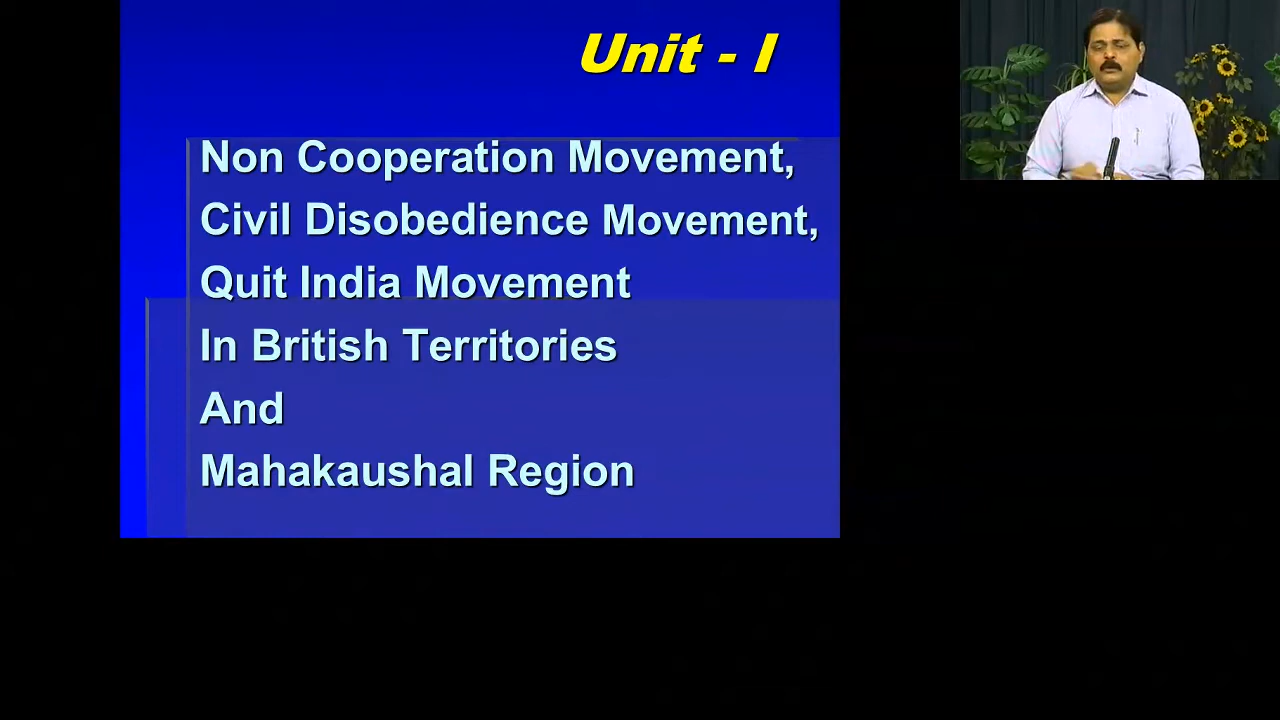 Unit - I
Non Cooperation Movement,
Civil Disobedience Movement,
Quit India Movement
In British Territories
And
Mahakaushal Region